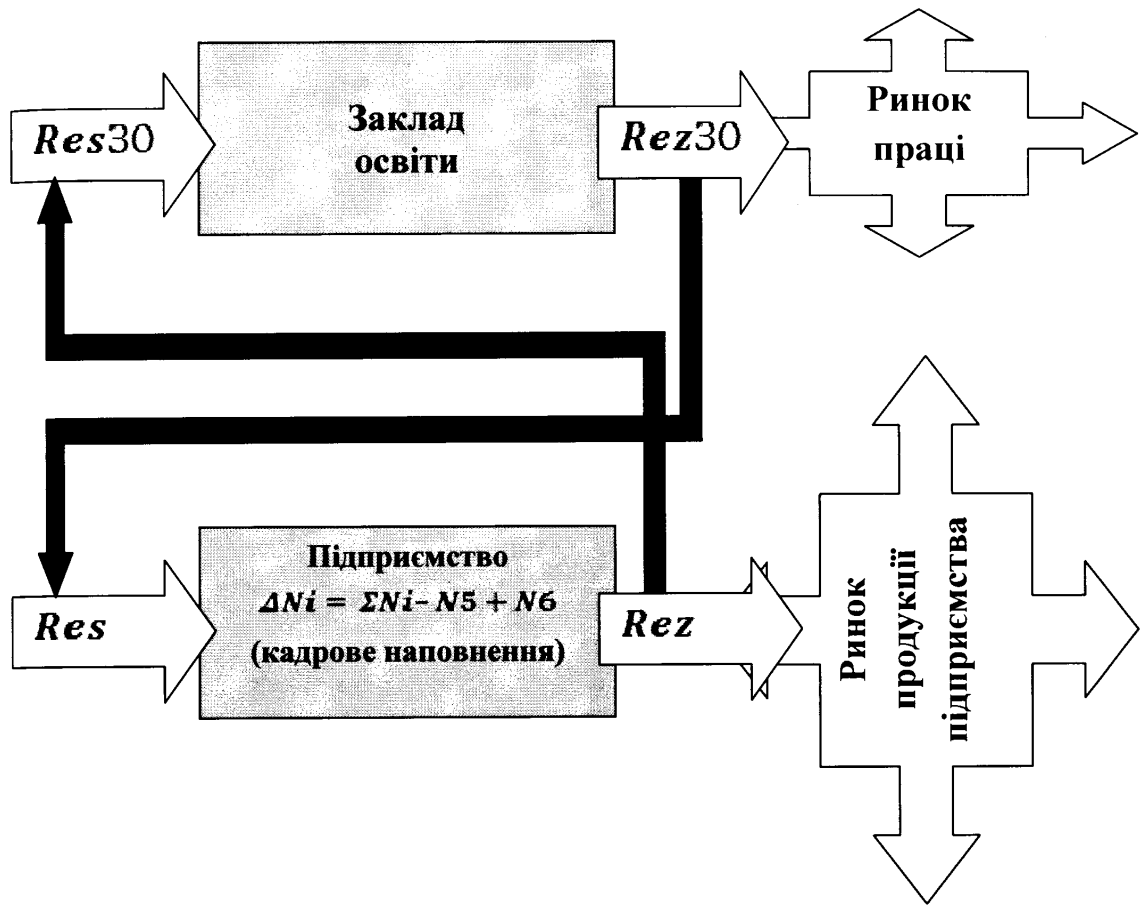 Res30
Заклад
освіти
Rez30
Ринок
праці
Res
Підприємство
ΔNi = ΣNi– N5 + N6
(кадрове наповнення)
Rez
Ринок
продукції
підприємства